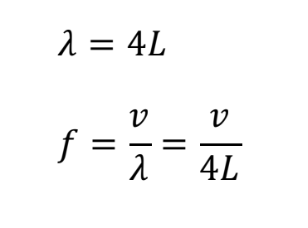 λ = 4L
f = v/λ = v/4L